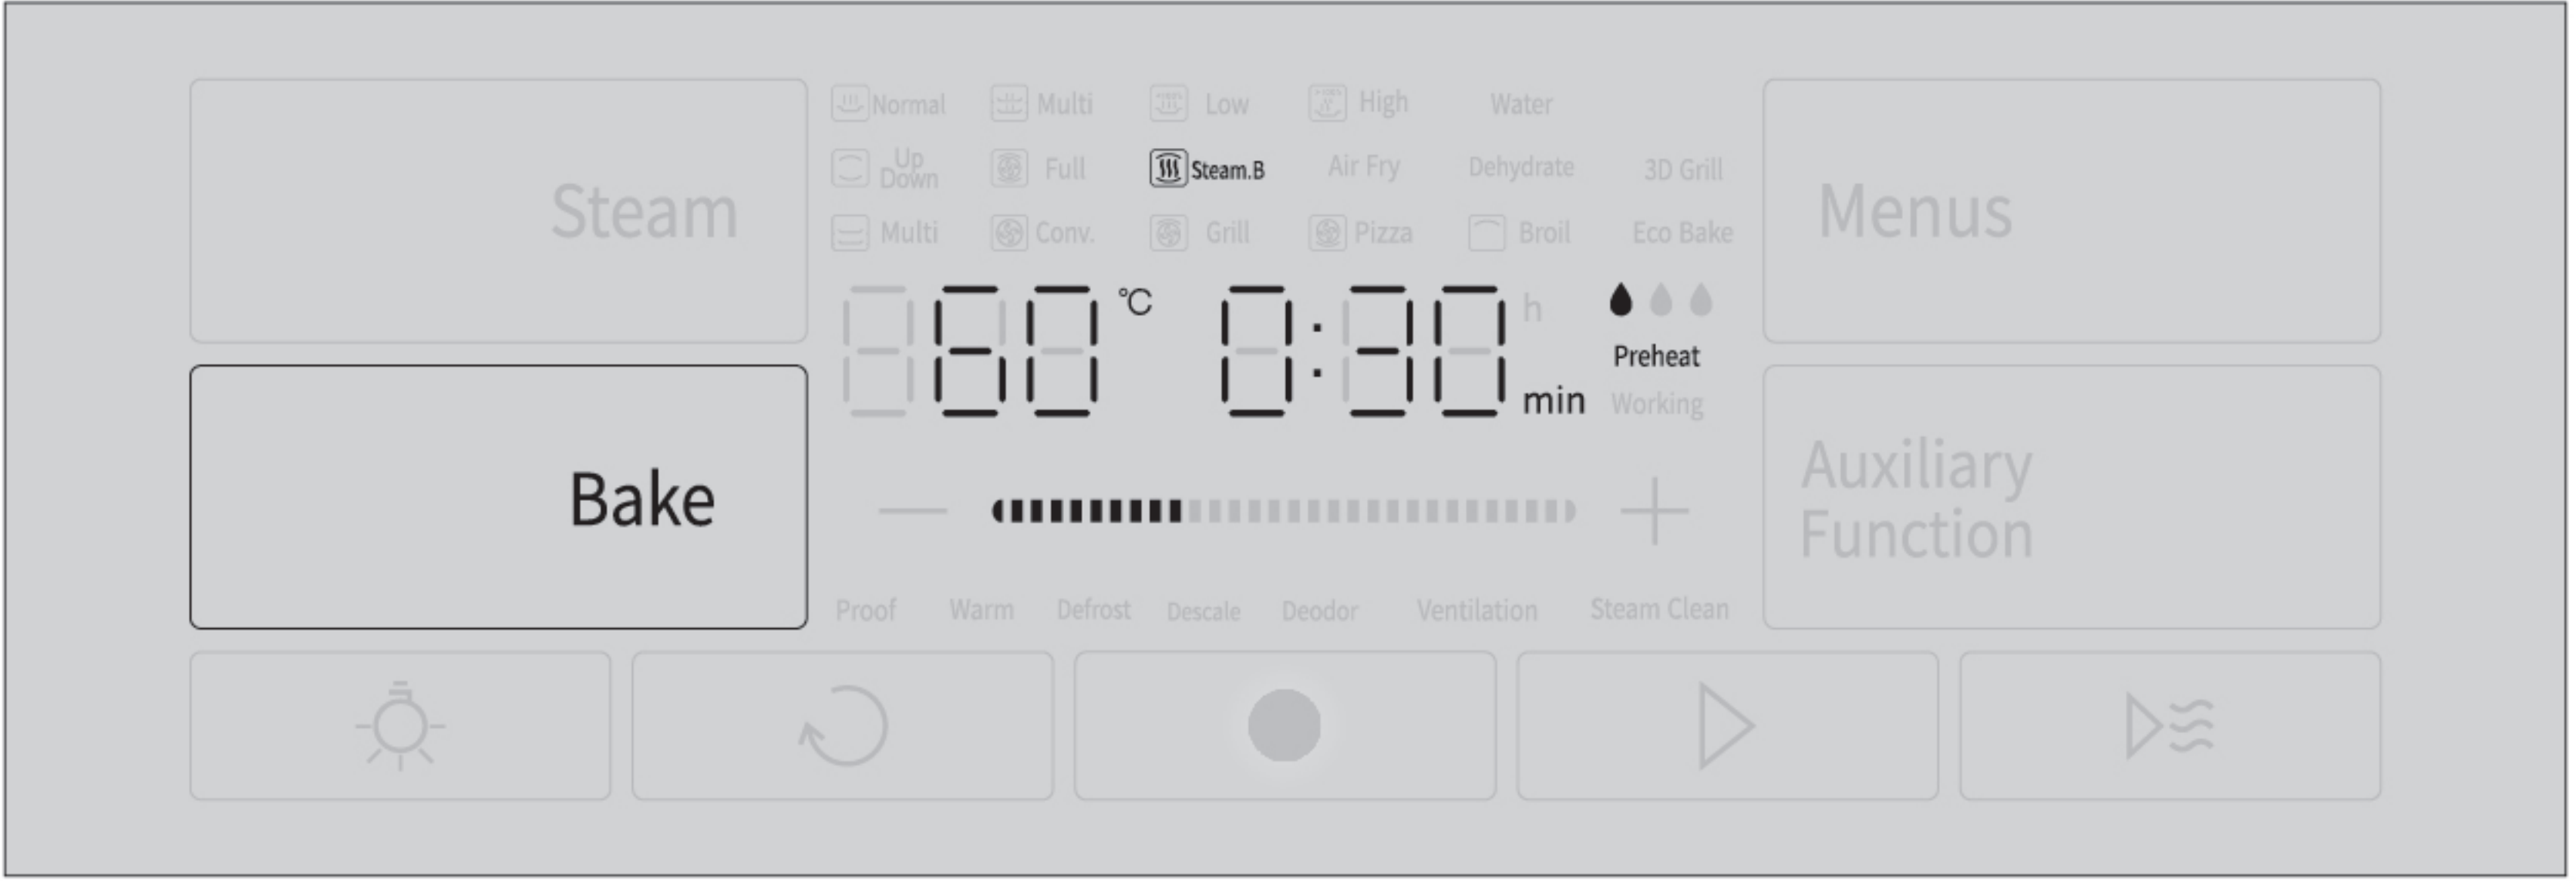 Normal Multi Low High Water
Up Down Full Steam.B Air Fry Dehydrate 3D Grill
Multi Conv. Grill Pizza Broil Eco Bake
Steam
Menus
60 °C 0:30 h min
Preheat
Working
Bake
Auxiliary
Function
Proof Warm Defrost Descale Deodor Ventilation Steam Clean